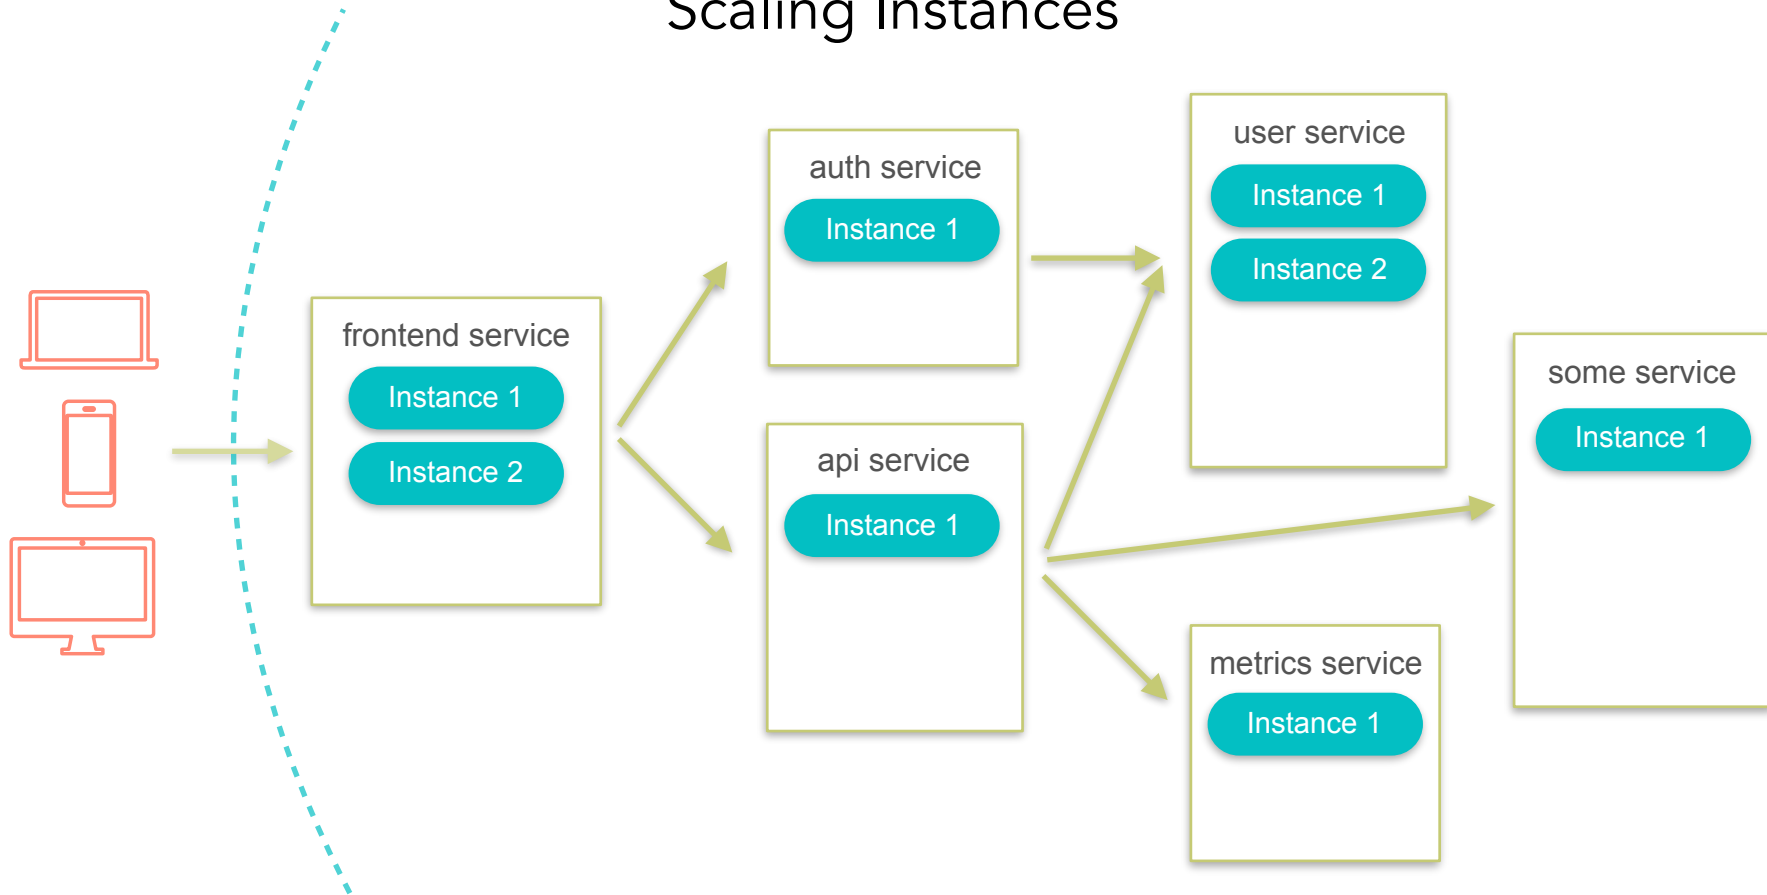 Scaling Instances
frontend service
Instance 1
Instance 2
auth service
Instance 1
api service
Instance 1
user service
Instance 1
Instance 2
metrics service
Instance 1
some service
Instance 1